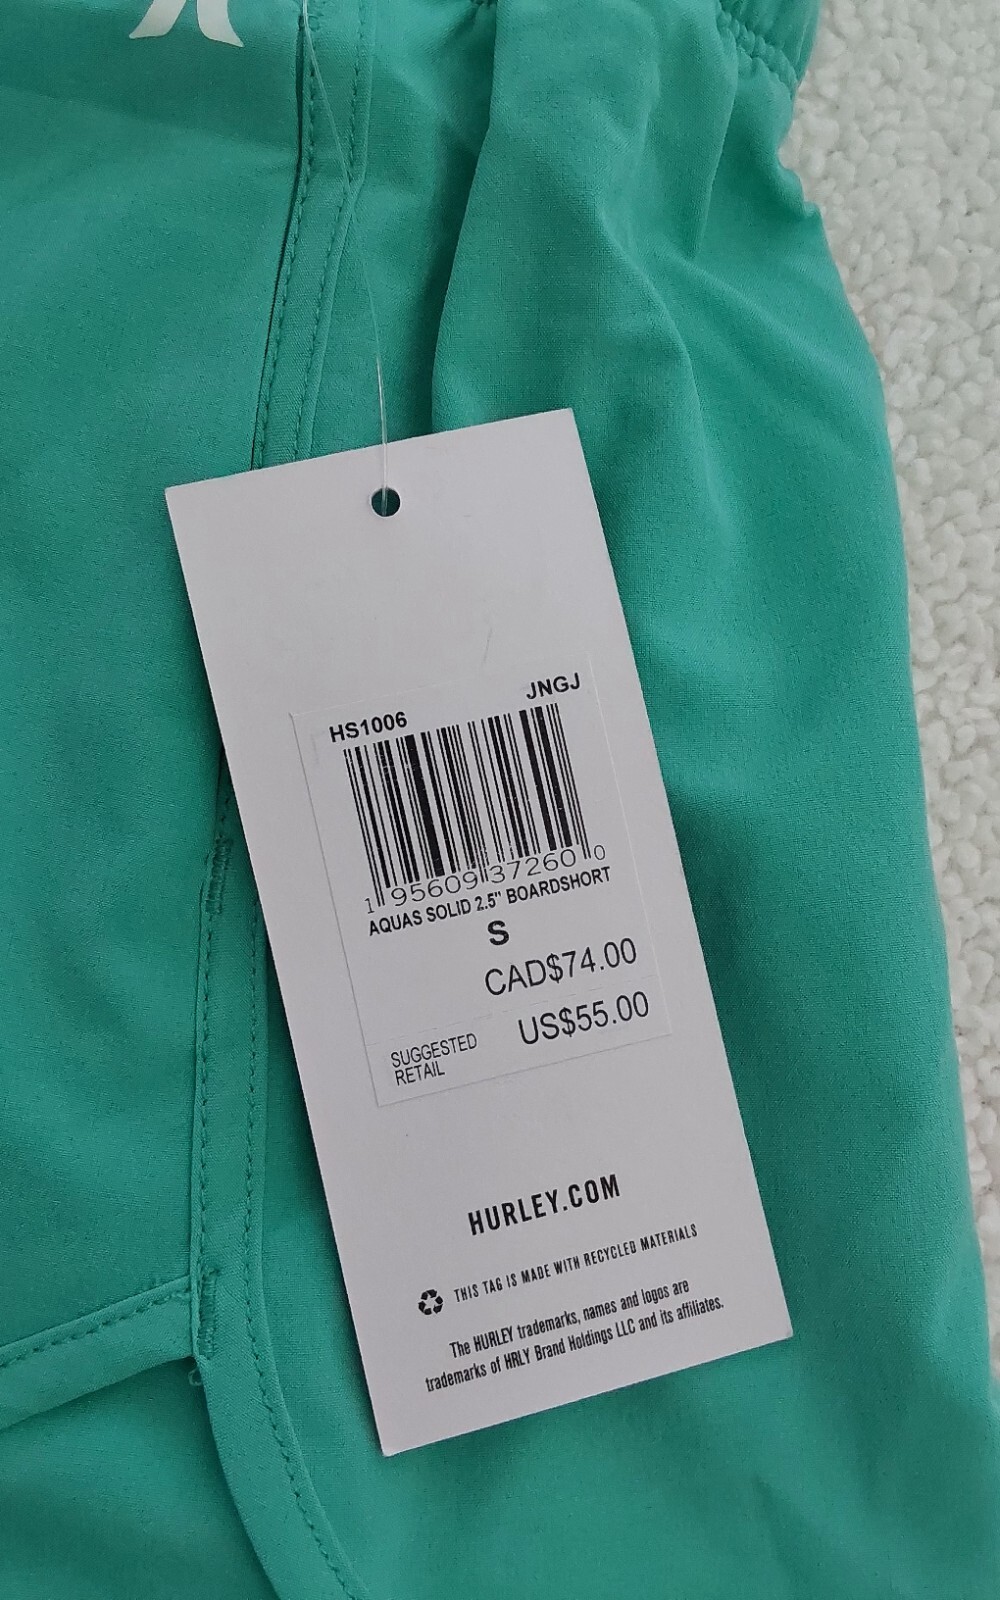 HS1006 JNGJ
1 95609 37260 0
AQUAS SOLID 2.5" BOARDSHORT
S
CAD$74.00
US$55.00
SUGGESTED
RETAIL
HURLEY.COM
THIS TAG IS MADE WITH RECYCLED MATERIALS
The HURLEY trademarks, names and logos are
trademarks of HRLY Brand Holdings LLC and its affiliates.